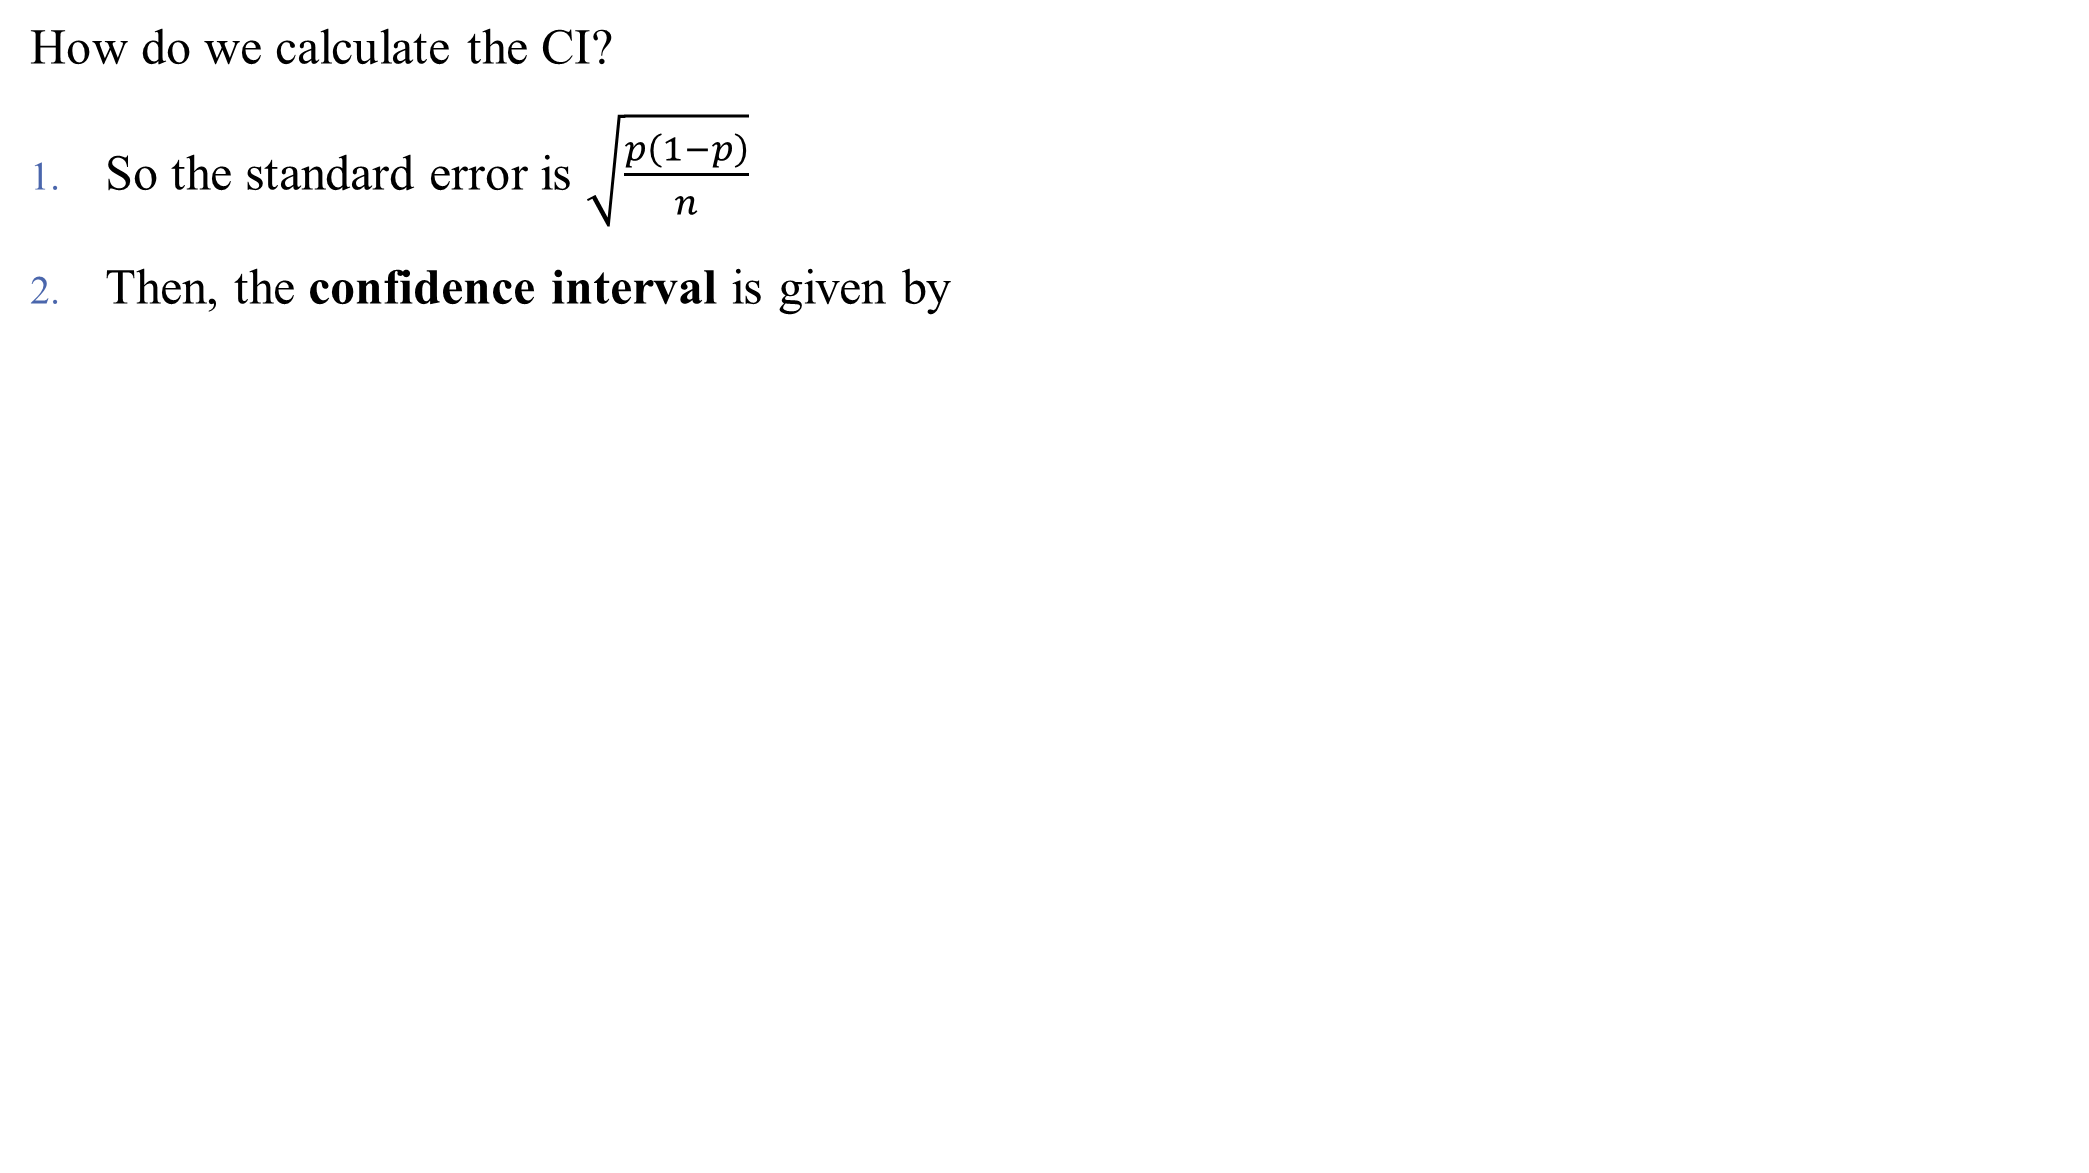 How do we calculate the CI?
1. So the standard error is √(p(1−p)/n)
2. Then, the confidence interval is given by